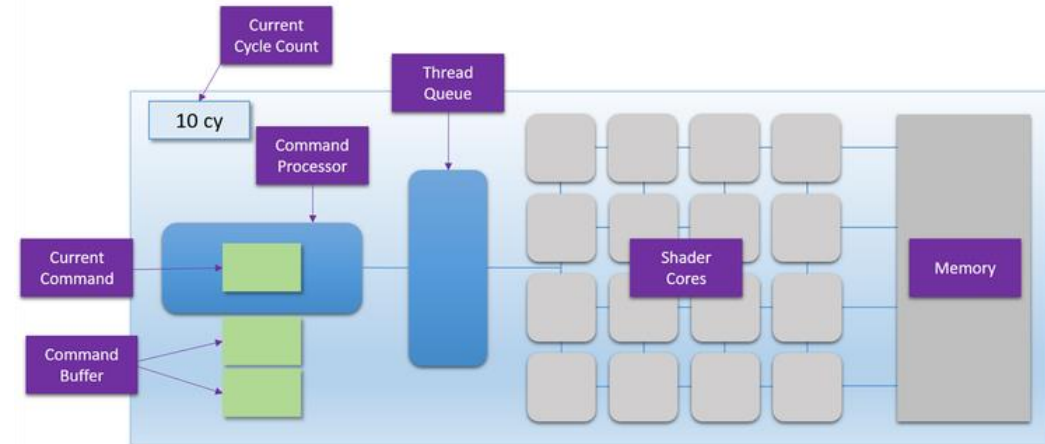 Current
Cycle Count
Thread
Queue
10 cy
Command
Processor
Current
Command
Shader
Cores
Memory
Command
Buffer